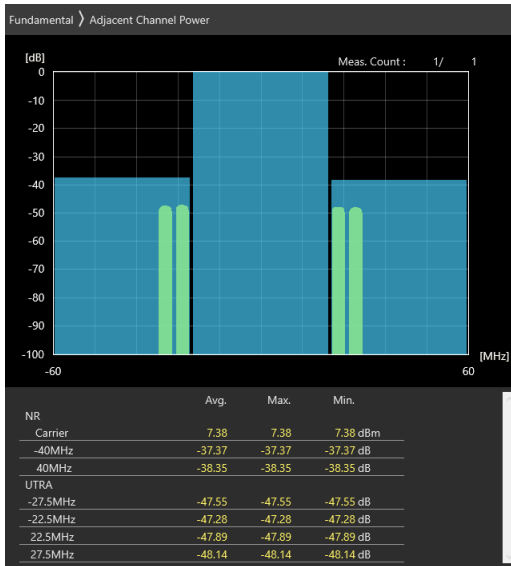 Fundamental 〉 Adjacent Channel Power
[dB]
Meas. Count : 1/ 1
0
-10
-20
-30
-40
-50
-60
-70
-80
-90
-100
[MHz]
-60 60
Avg. Max. Min.
NR
Carrier 7.38 7.38 7.38 dBm
-40MHz -37.37 -37.37 -37.37 dB
40MHz -38.35 -38.35 -38.35 dB
UTRA
-27.5MHz -47.55 -47.55 -47.55 dB
-22.5MHz -47.28 -47.28 -47.28 dB
22.5MHz -47.89 -47.89 -47.89 dB
27.5MHz -48.14 -48.14 -48.14 dB